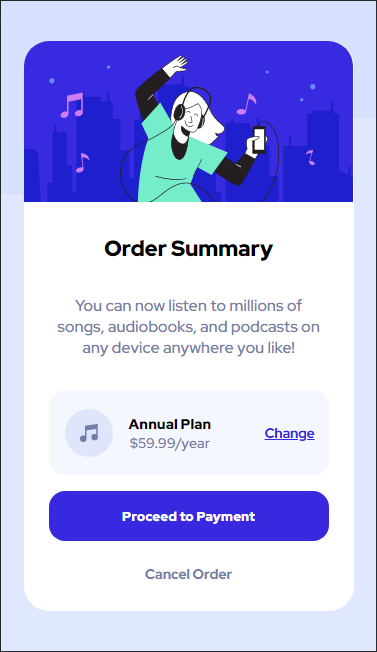 Order Summary
You can now listen to millions of
songs, audiobooks, and podcasts on
any device anywhere you like!
Annual Plan
$59.99/year
Change
Proceed to Payment
Cancel Order